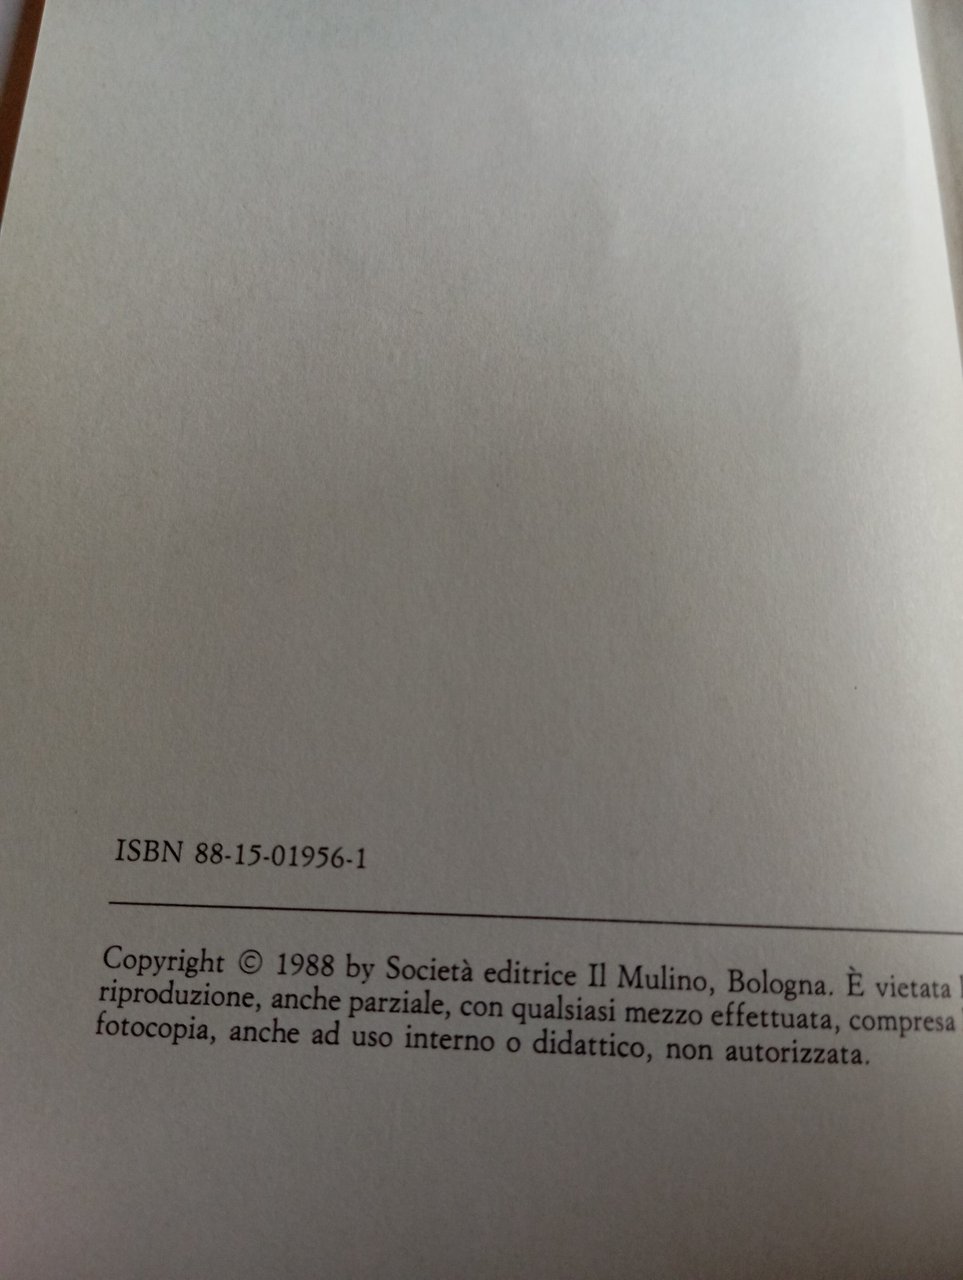 ISBN 88-15-01956-1
Copyright © 1988 by Società editrice Il Mulino, Bologna. È vietata
riproduzione, anche parziale, con qualsiasi mezzo effettuata, compresa
fotocopia, anche ad uso interno o didattico, non autorizzata.